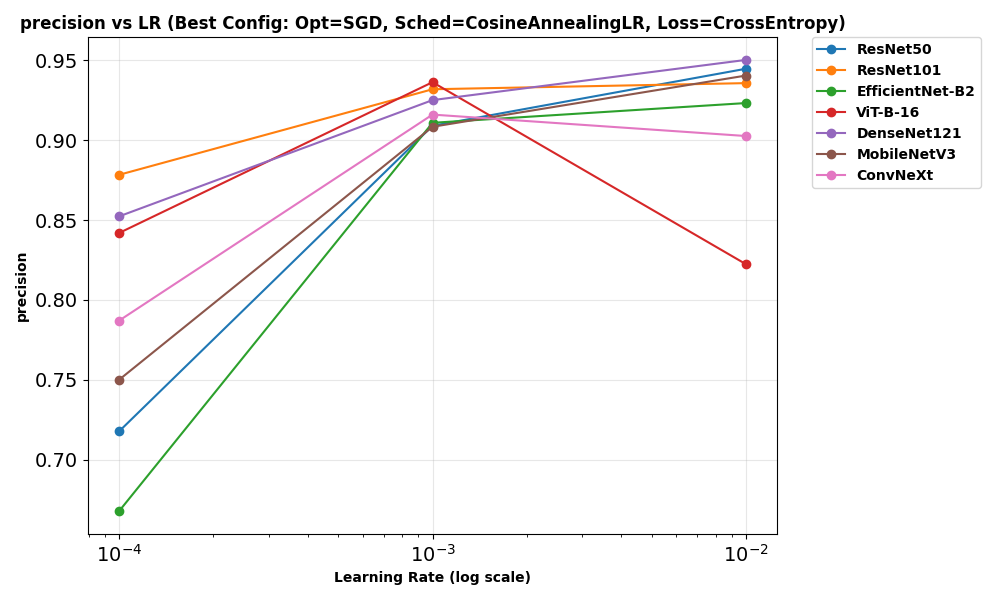 precision vs LR (Best Config: Opt=SGD, Sched=CosineAnnealingLR, Loss=CrossEntropy)
0.95
0.90
0.85
0.80
0.75
0.70
precision
10⁻⁴ 10⁻³ 10⁻²
Learning Rate (log scale)
ResNet50
ResNet101
EfficientNet-B2
ViT-B-16
DenseNet121
MobileNetV3
ConvNeXt